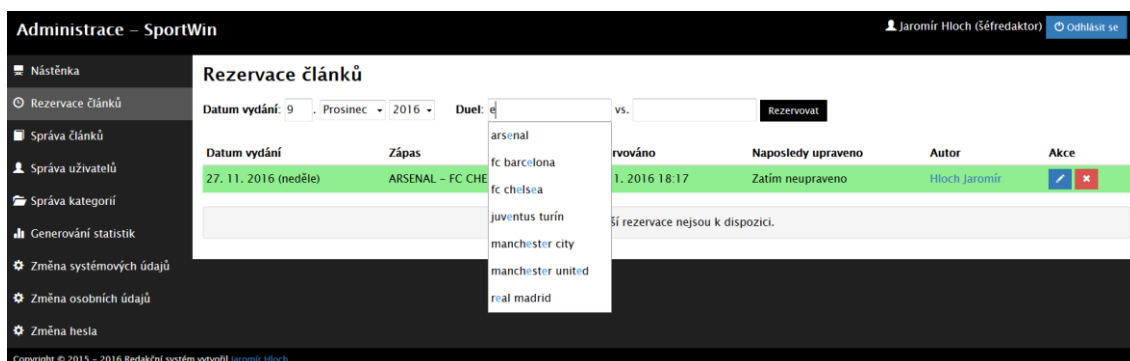 Administrace – SportWin
Jaromír Hloch (šéfredaktor) Odhlásit se
Nástěnka
Rezervace článků
Správa článků
Správa uživatelů
Správa kategorií
Generování statistik
Změna systémových údajů
Změna osobních údajů
Změna hesla
Rezervace článků
Datum vydání: 9 . Prosinec 2016 Duel: e vs. Rezervovat
arsenal
fc barcelona
fc chelsea
juventus turín
manchester city
manchester united
real madrid
Datum vydání Zápas rvováno Naposledy upraveno Autor Akce
27. 11. 2016 (neděle) ARSENAL – FC CHE 1. 2016 18:17 Zatím neupraveno Hloch Jaromír
ší rezervace nejsou k dispozici.
Copyright © 2015 – 2016 Redakční systém vytvořil Jaromír Hloch